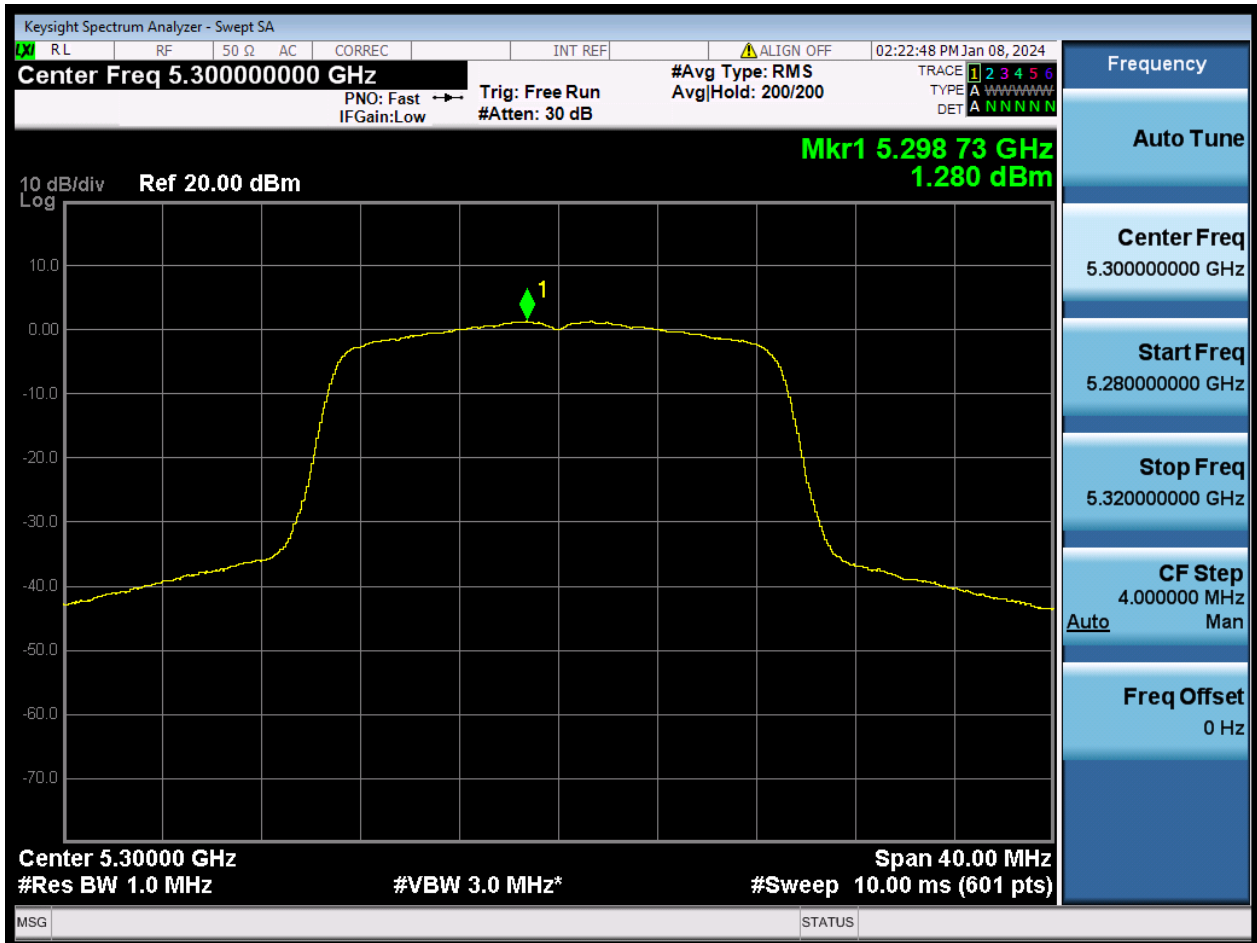 Keysight Spectrum Analyzer - Swept SA
LXI RL RF 50 Ω AC CORREC INT REF ALIGN OFF 02:22:48 PM Jan 08, 2024
Center Freq 5.300000000 GHz
PNO: Fast
IFGain:Low
Trig: Free Run
#Atten: 30 dB
#Avg Type: RMS
Avg|Hold: 200/200
TRACE 1 2 3 4 5 6
TYPE A WWWWW
DET A N N N N N
Mkr1 5.298 73 GHz
1.280 dBm
10 dB/div Ref 20.00 dBm
Log
10.0
0.00
-10.0
-20.0
-30.0
-40.0
-50.0
-60.0
-70.0
1
Center 5.30000 GHz Span 40.00 MHz
#Res BW 1.0 MHz #VBW 3.0 MHz* #Sweep 10.00 ms (601 pts)
MSG STATUS
Frequency
Auto Tune
Center Freq
5.300000000 GHz
Start Freq
5.280000000 GHz
Stop Freq
5.320000000 GHz
CF Step
4.000000 MHz
Auto Man
Freq Offset
0 Hz